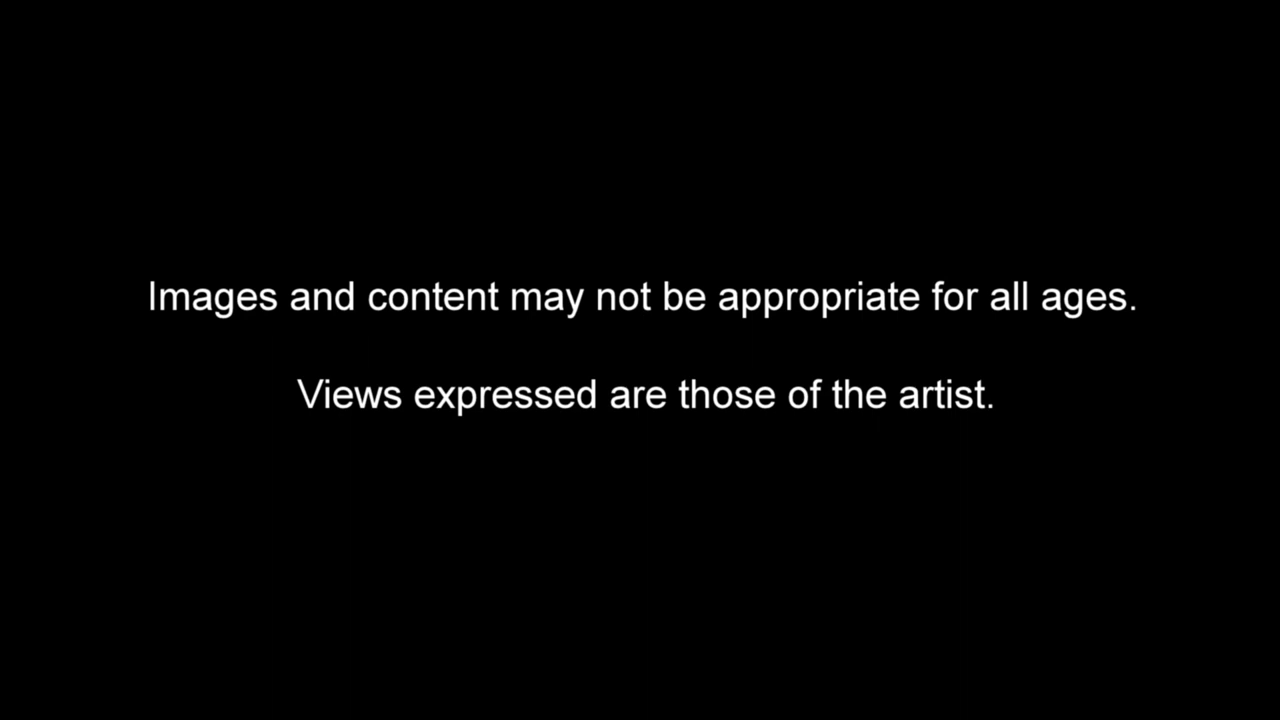 Images and content may not be appropriate for all ages.
Views expressed are those of the artist.